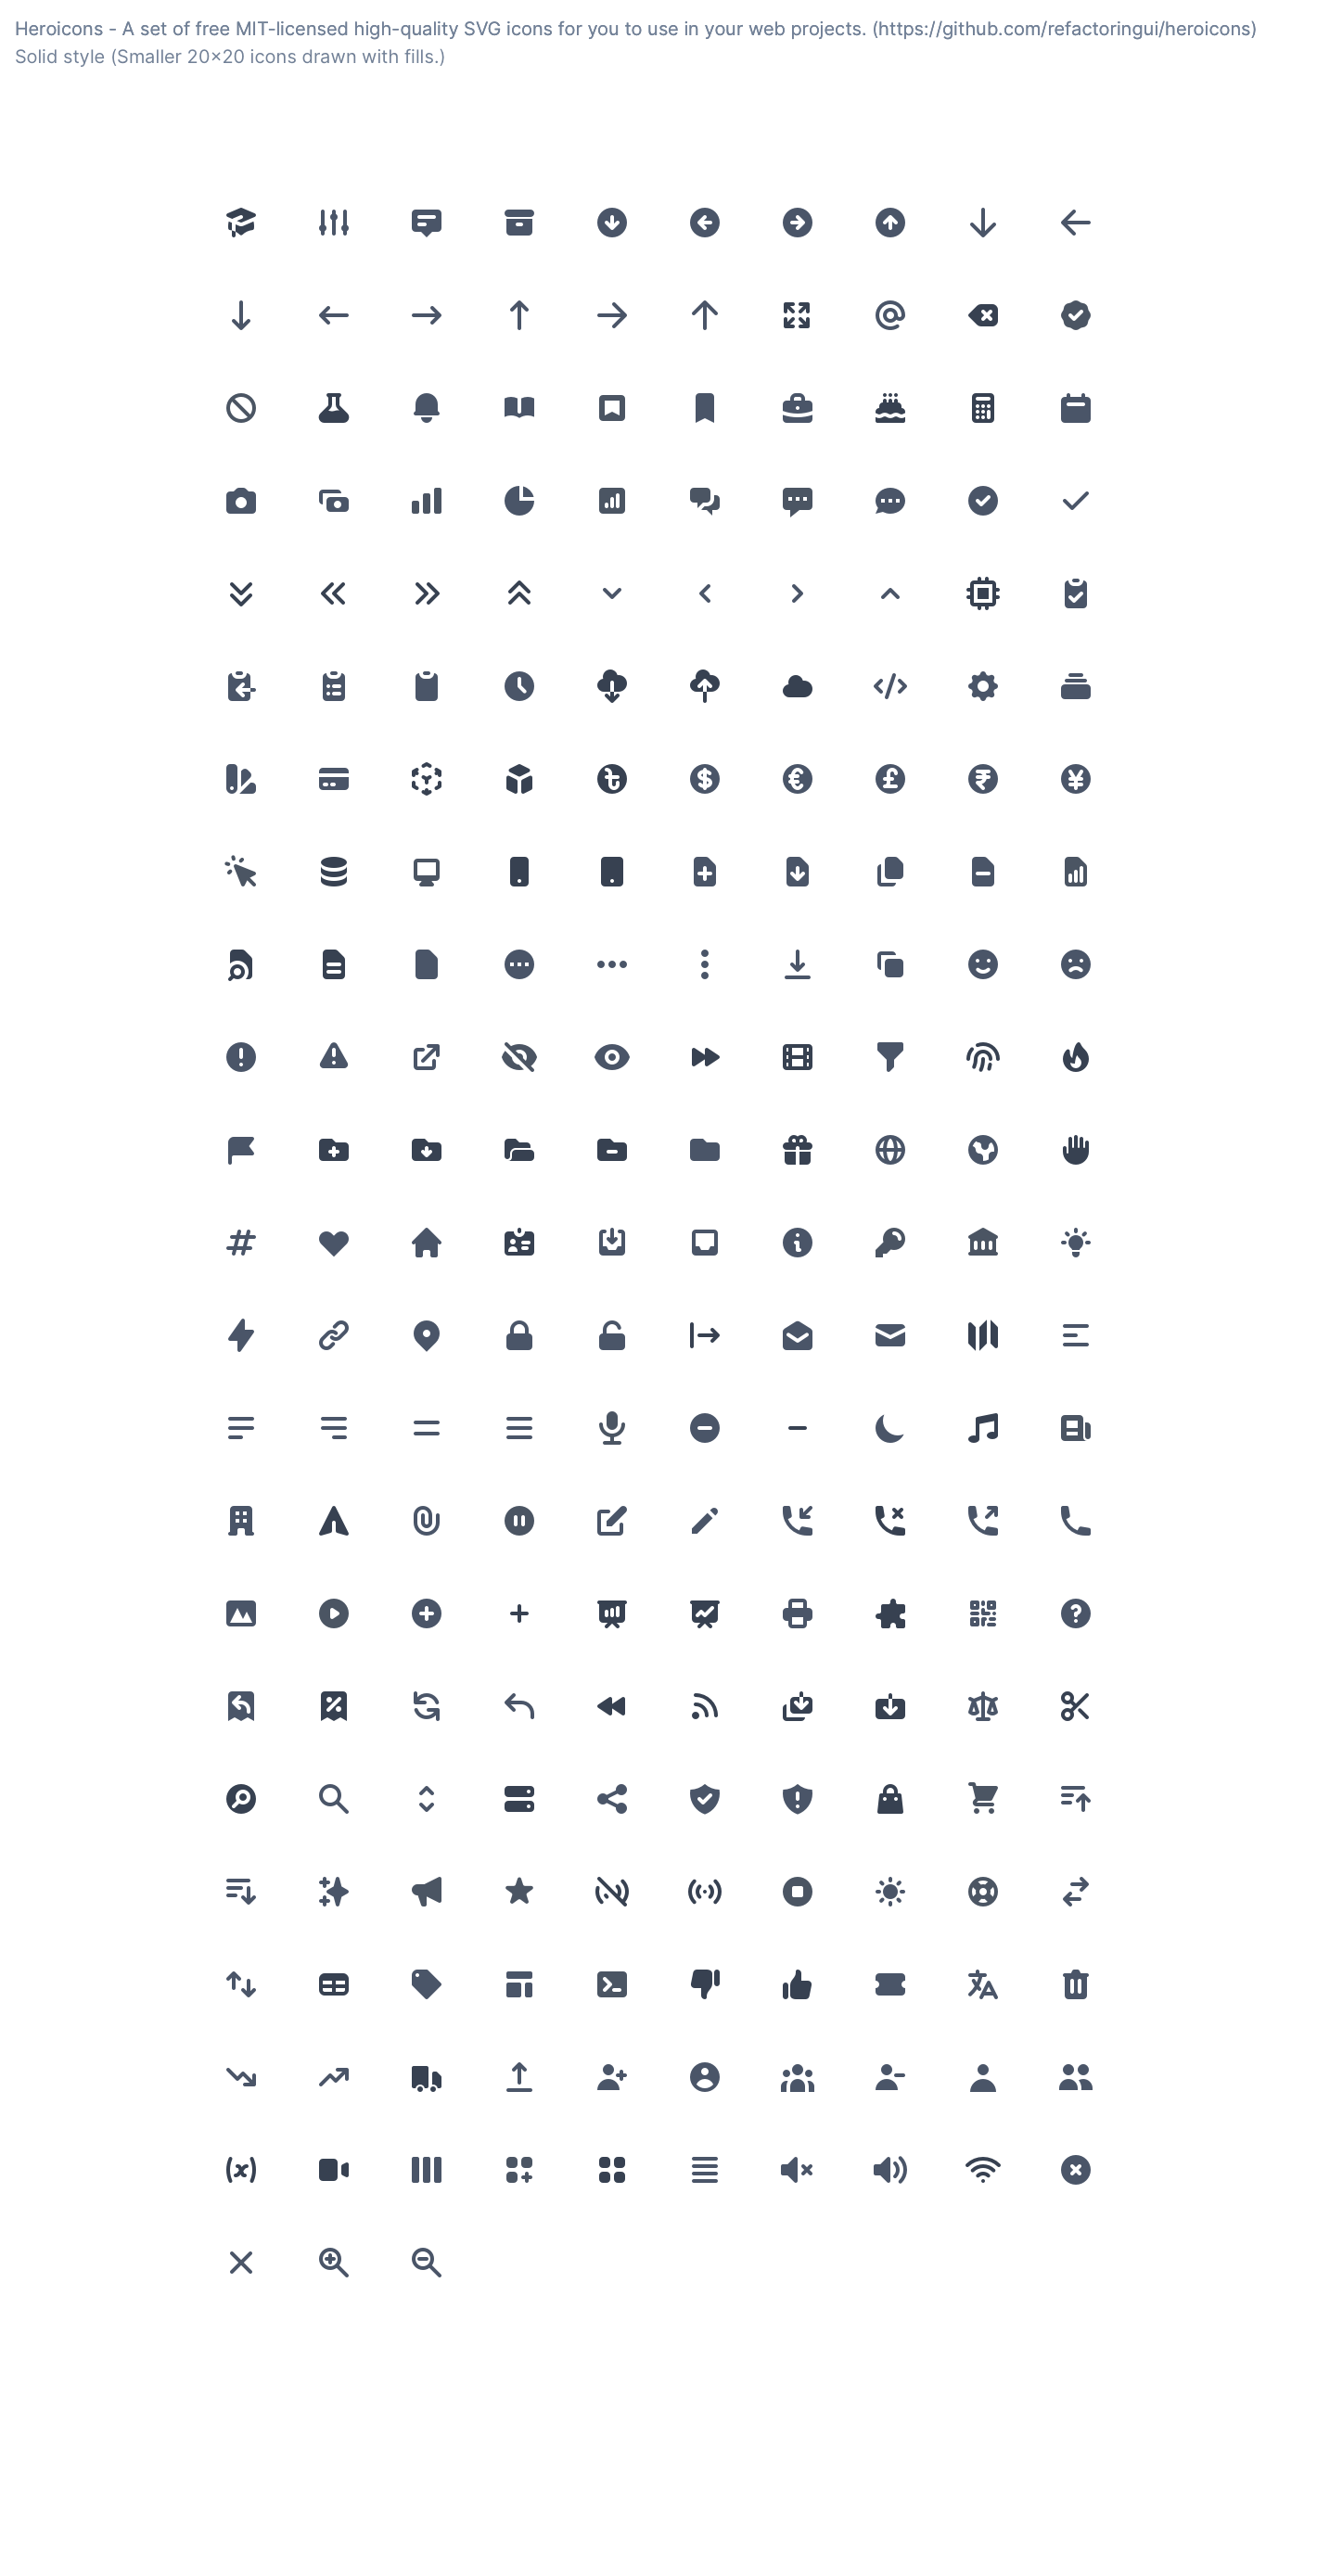 Heroicons - A set of free MIT-licensed high-quality SVG icons for you to use in your web projects. (https://github.com/refactoringui/heroicons)
Solid style (Smaller 20×20 icons drawn with fills.)